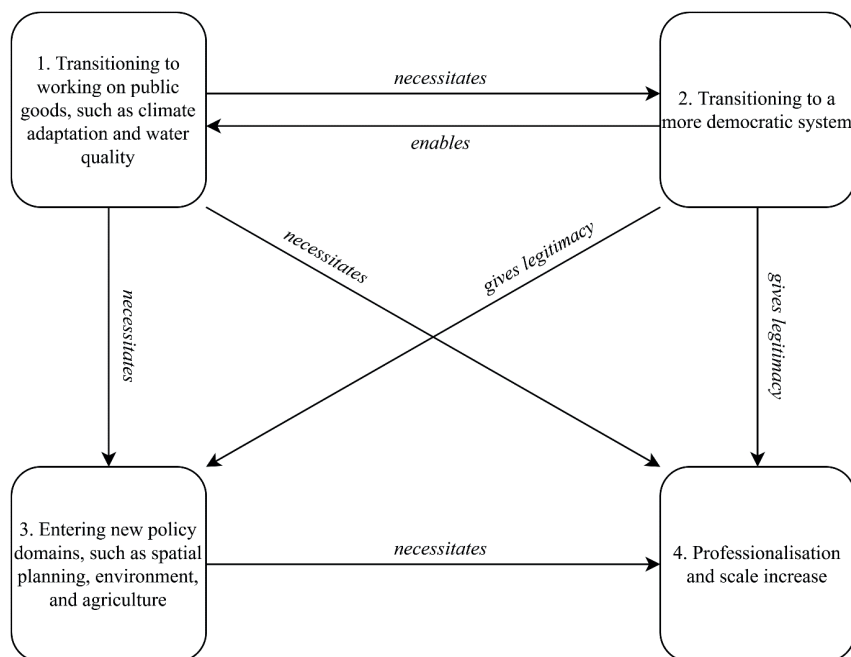 1. Transitioning to
working on public
goods, such as climate
adaptation and water
quality
necessitates
enables
2. Transitioning to a
more democratic system
necessitates
necessitates
gives legitimacy
gives legitimacy
3. Entering new policy
domains, such as spatial
planning, environment,
and agriculture
necessitates
4. Professionalisation
and scale increase